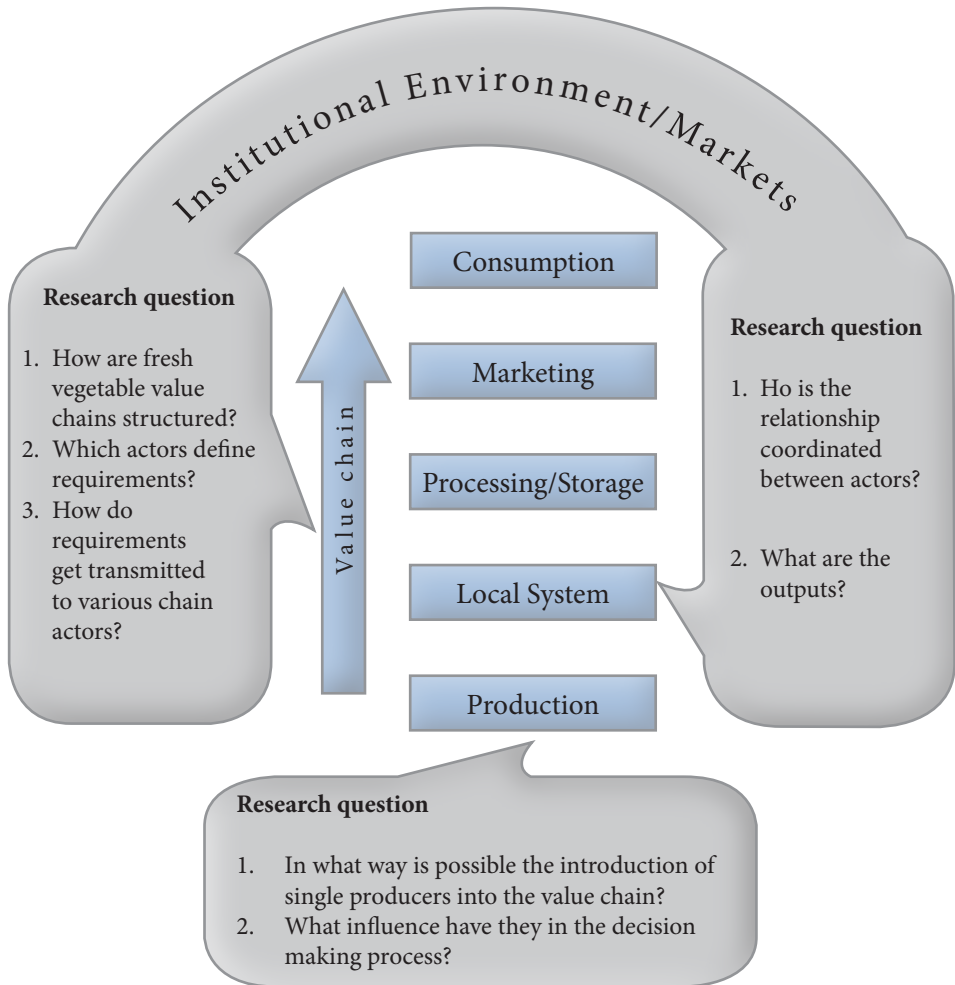 Institutional Environment/Markets
Research question
1. How are fresh
vegetable value
chains structured?
2. Which actors define
requirements?
3. How do
requirements
get transmitted
to various chain
actors?
Value chain
Consumption
Marketing
Processing/Storage
Local System
Production
Research question
1. Ho is the
relationship
coordinated
between actors?
2. What are the
outputs?
Research question
1. In what way is possible the introduction of
single producers into the value chain?
2. What influence have they in the decision
making process?